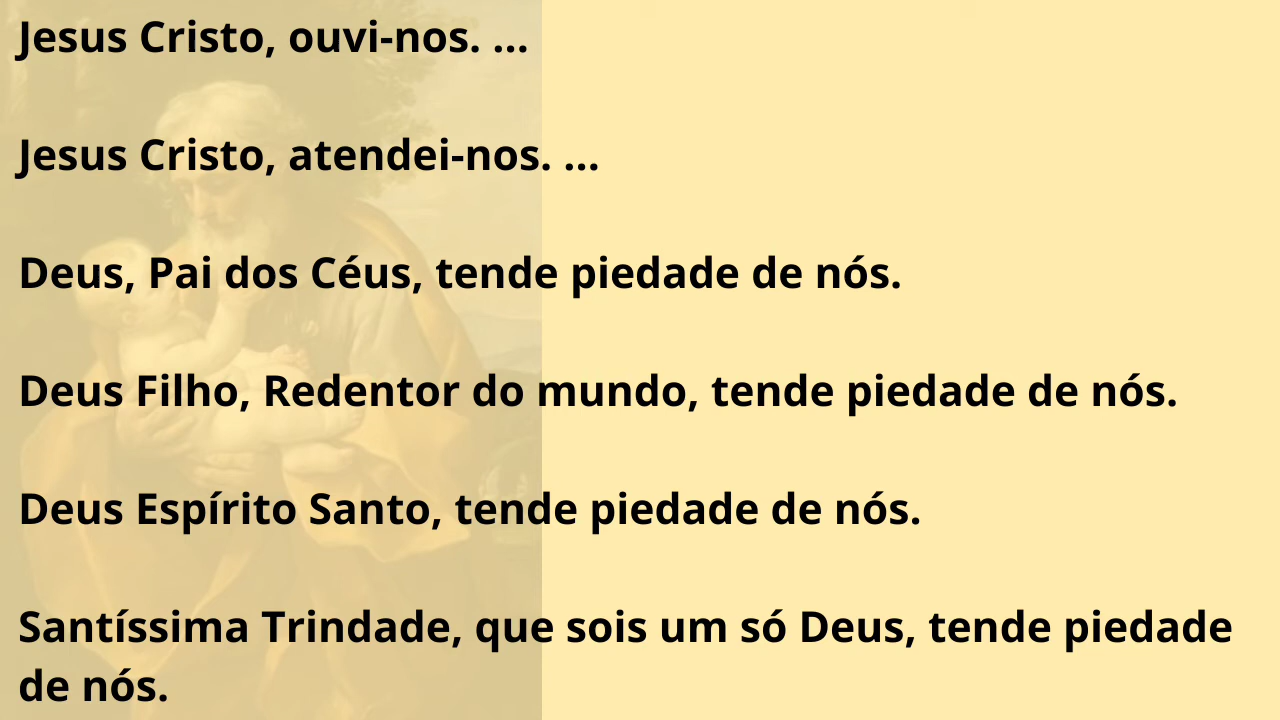 Jesus Cristo, ouvi-nos. ...
Jesus Cristo, atendei-nos. ...
Deus, Pai dos Céus, tende piedade de nós.
Deus Filho, Redentor do mundo, tende piedade de nós.
Deus Espírito Santo, tende piedade de nós.
Santíssima Trindade, que sois um só Deus, tende piedade
de nós.